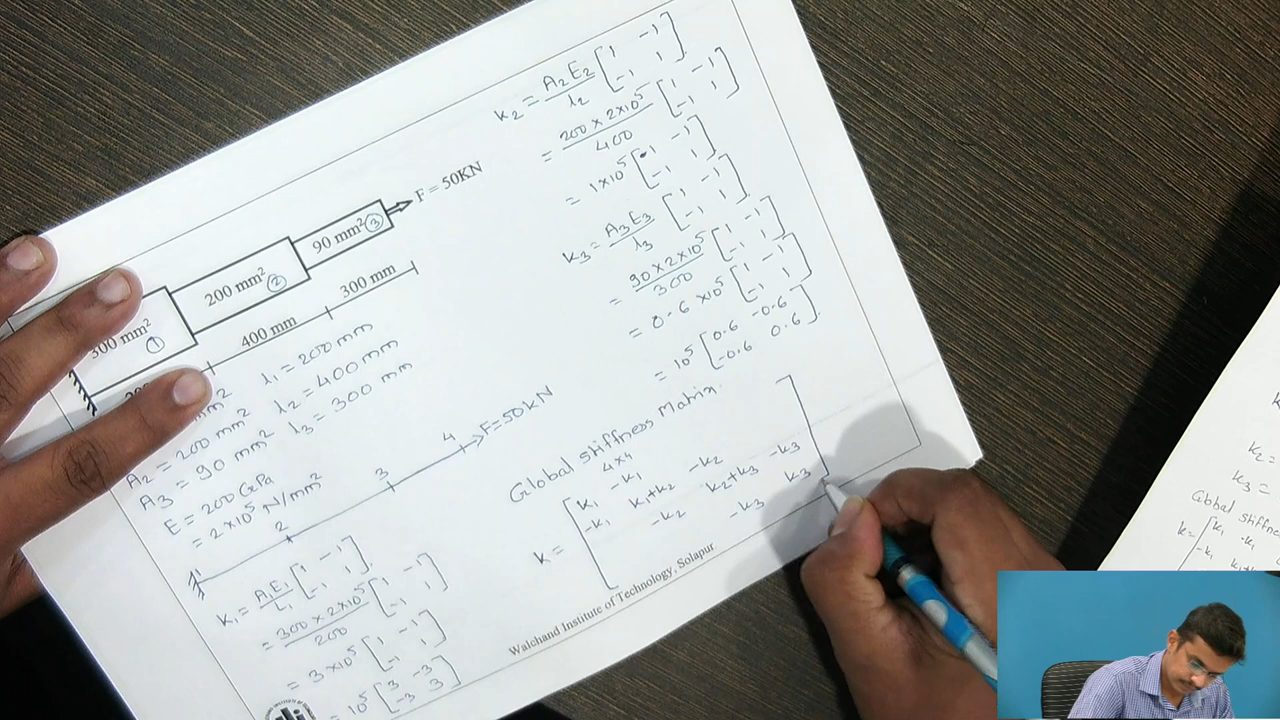 F = 50KN
90 mm² ③
200 mm² ②
300 mm² ①
300 mm
400 mm
mm² l1 = 200 mm
A2 = 200 mm² l2 = 400 mm
A3 = 90 mm² l3 = 300 mm
E = 200 GPa
= 2×10⁵ N/mm²
2 3 4 F=50kN
k1 = A1E1/L1 [1 -1
-1 1]
= 300 × 2×10⁵/200 [1 -1
-1 1]
= 3×10⁵ [1 -1
-1 1]
= 10⁵ [3 -3
-3 3]
k2 = A2E2/l2 [1 -1
-1 1]
= 200 × 2×10⁵/400 [1 -1
-1 1]
= 1×10⁵ [1 -1
-1 1]
k3 = A3E3/l3 [1 -1
-1 1]
= 90 × 2×10⁵/300 [1 -1
-1 1]
= 0.6 ×10⁵ [1 -1
-1 1]
= 10⁵ [0.6 -0.6
-0.6 0.6]
Global stiffness Matrix
4×4
k = [k1 -k1
-k1 k1+k2 -k2
-k2 k2+k3 -k3
-k3 k3]
Walchand Institute of Technology, Solapur
k2 =
k3 =
Global stiffn
k = [k1 -k1
-k1